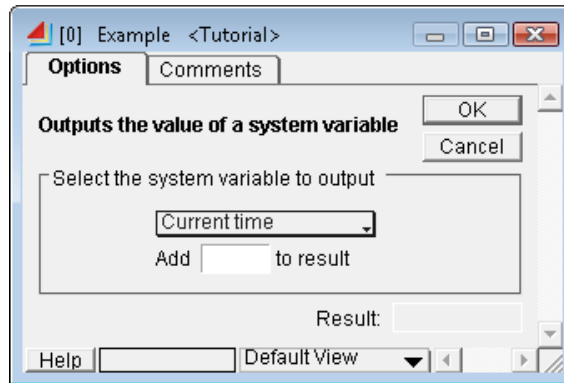 [0] Example <Tutorial>
Options Comments
OK
Outputs the value of a system variable
Cancel
Select the system variable to output
Current time
Add to result
Result:
Help Default View